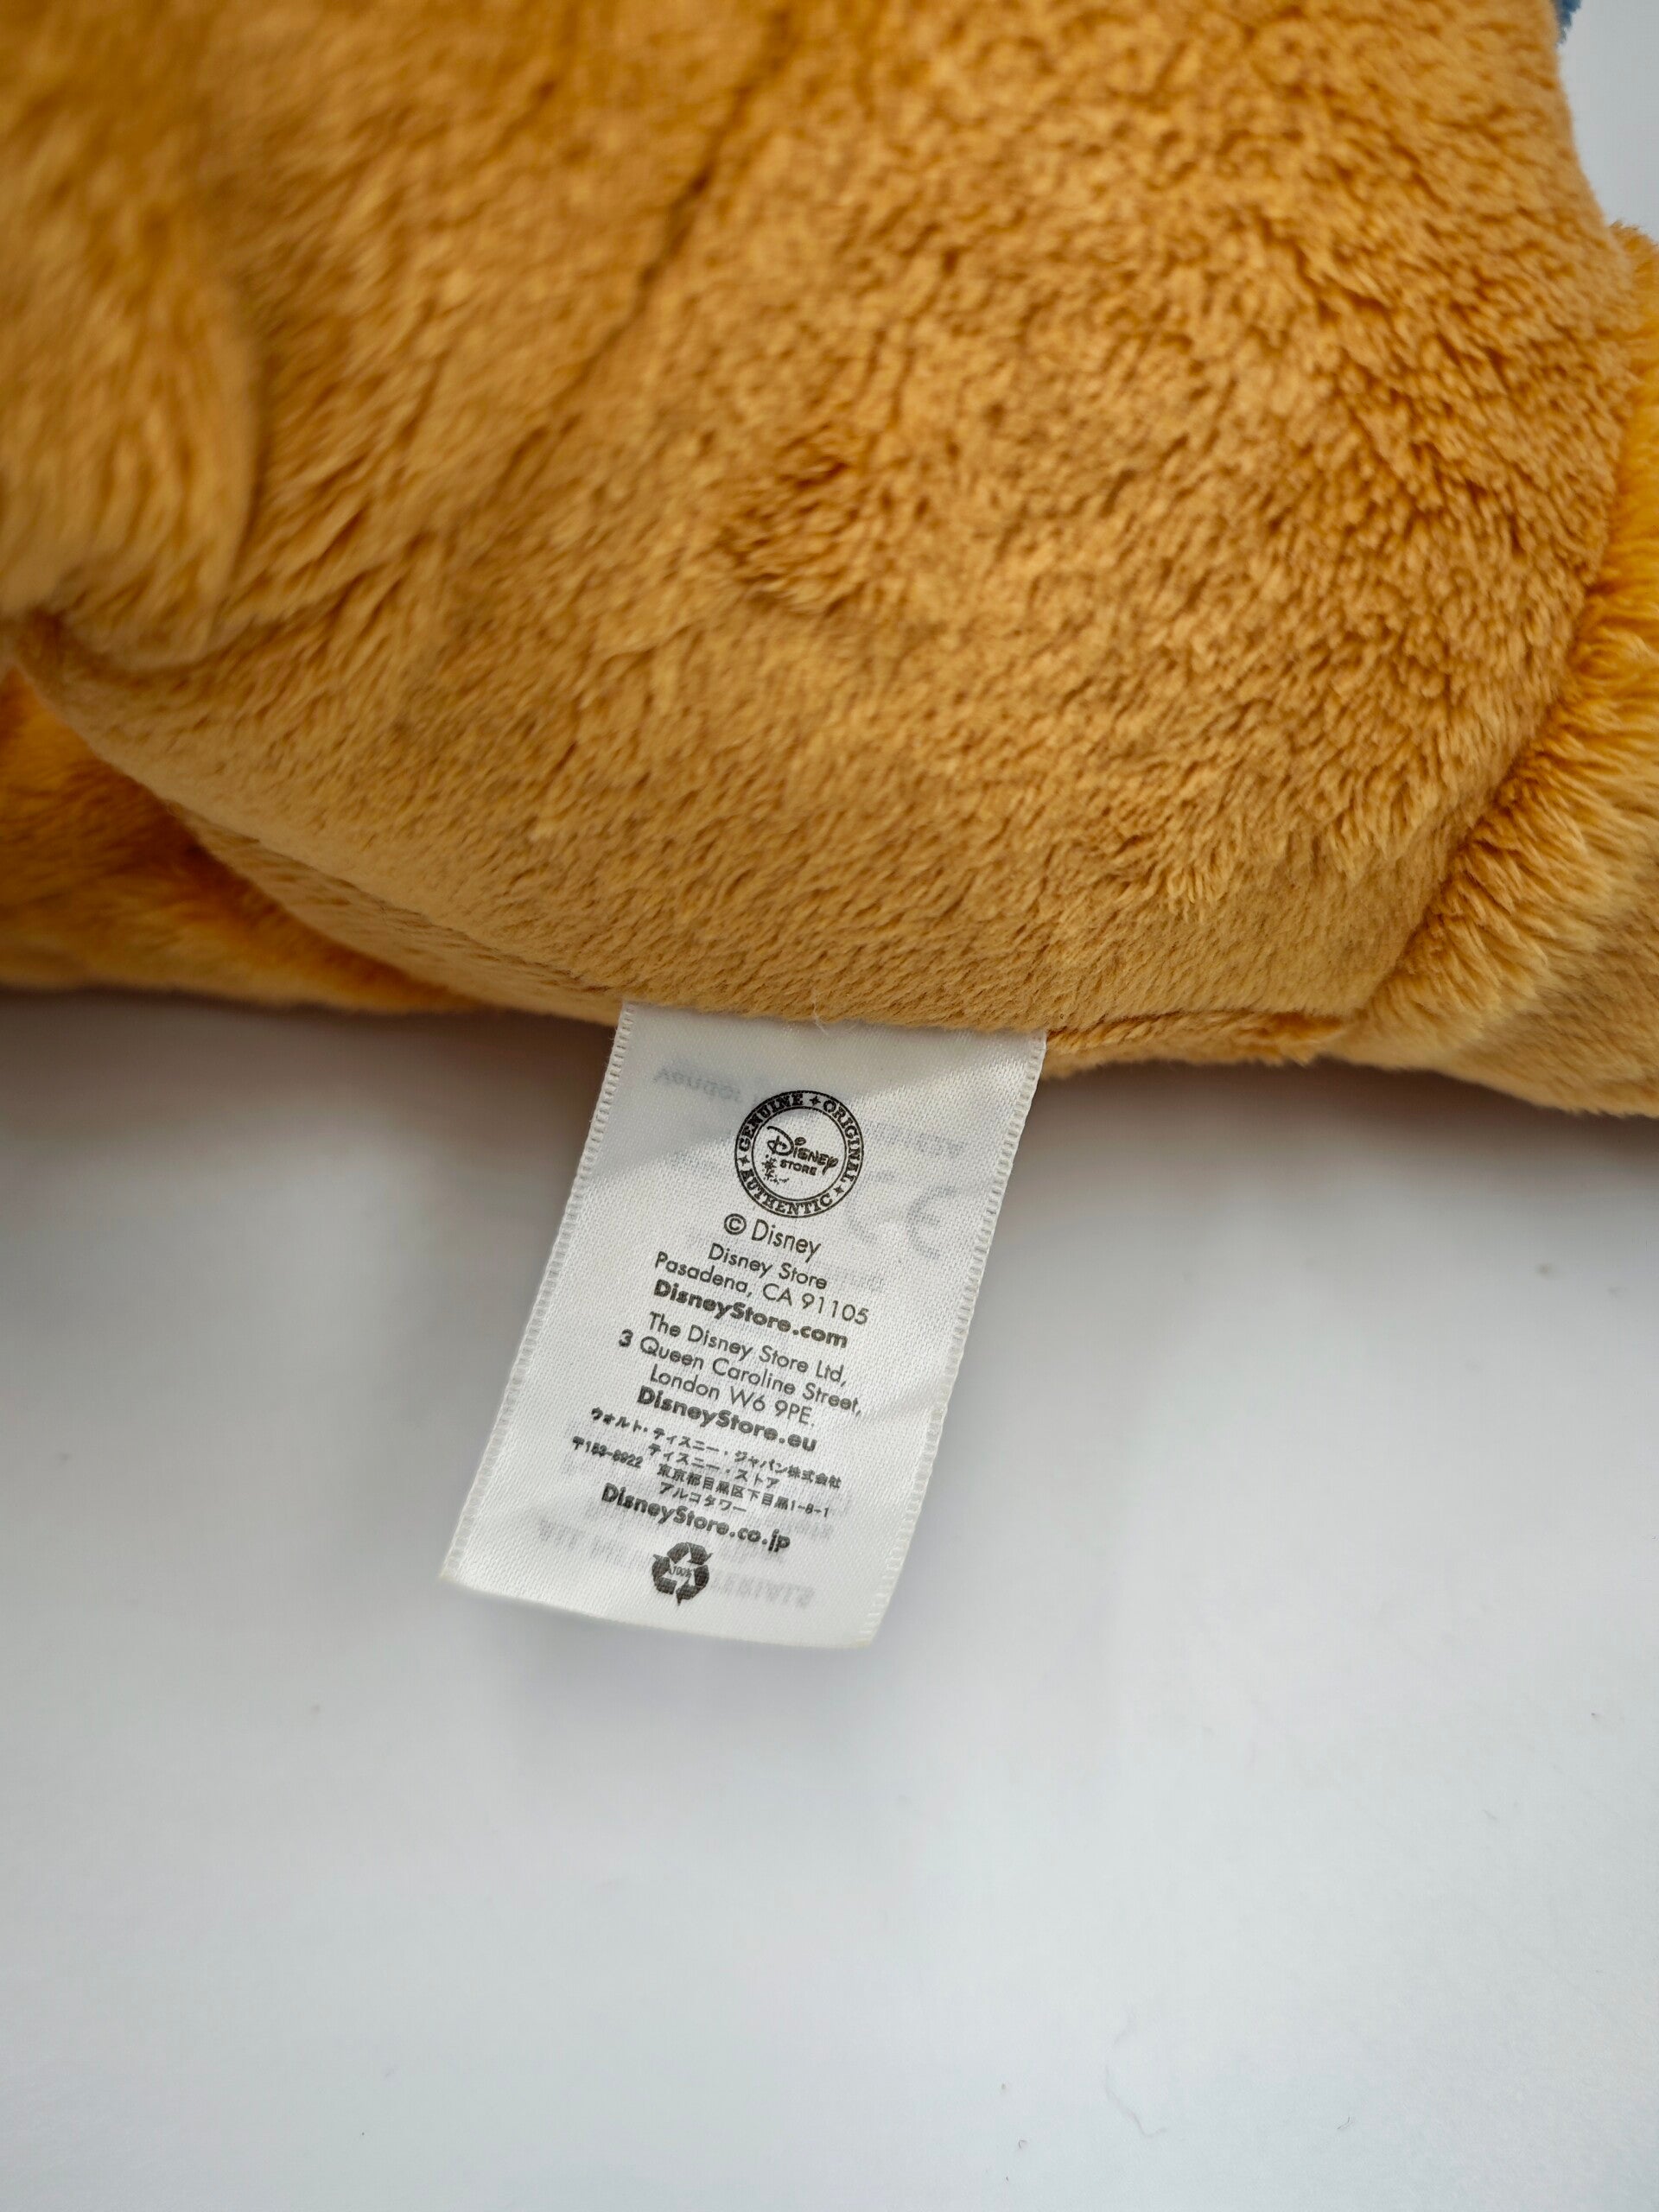 GENUINE ✦ ORIGINAL ✦ AUTHENTIC ✦
Disney
STORE
© Disney
Disney Store
Pasadena, CA 91105
DisneyStore.com
The Disney Store Ltd,
3 Queen Caroline Street,
London W6 9PE.
DisneyStore.eu
ウォルト・ディズニー・ジャパン株式会社
ディズニー・ストア
〒153-8922 東京都目黒区下目黒1-8-1
アルコタワー
DisneyStore.co.jp
100%